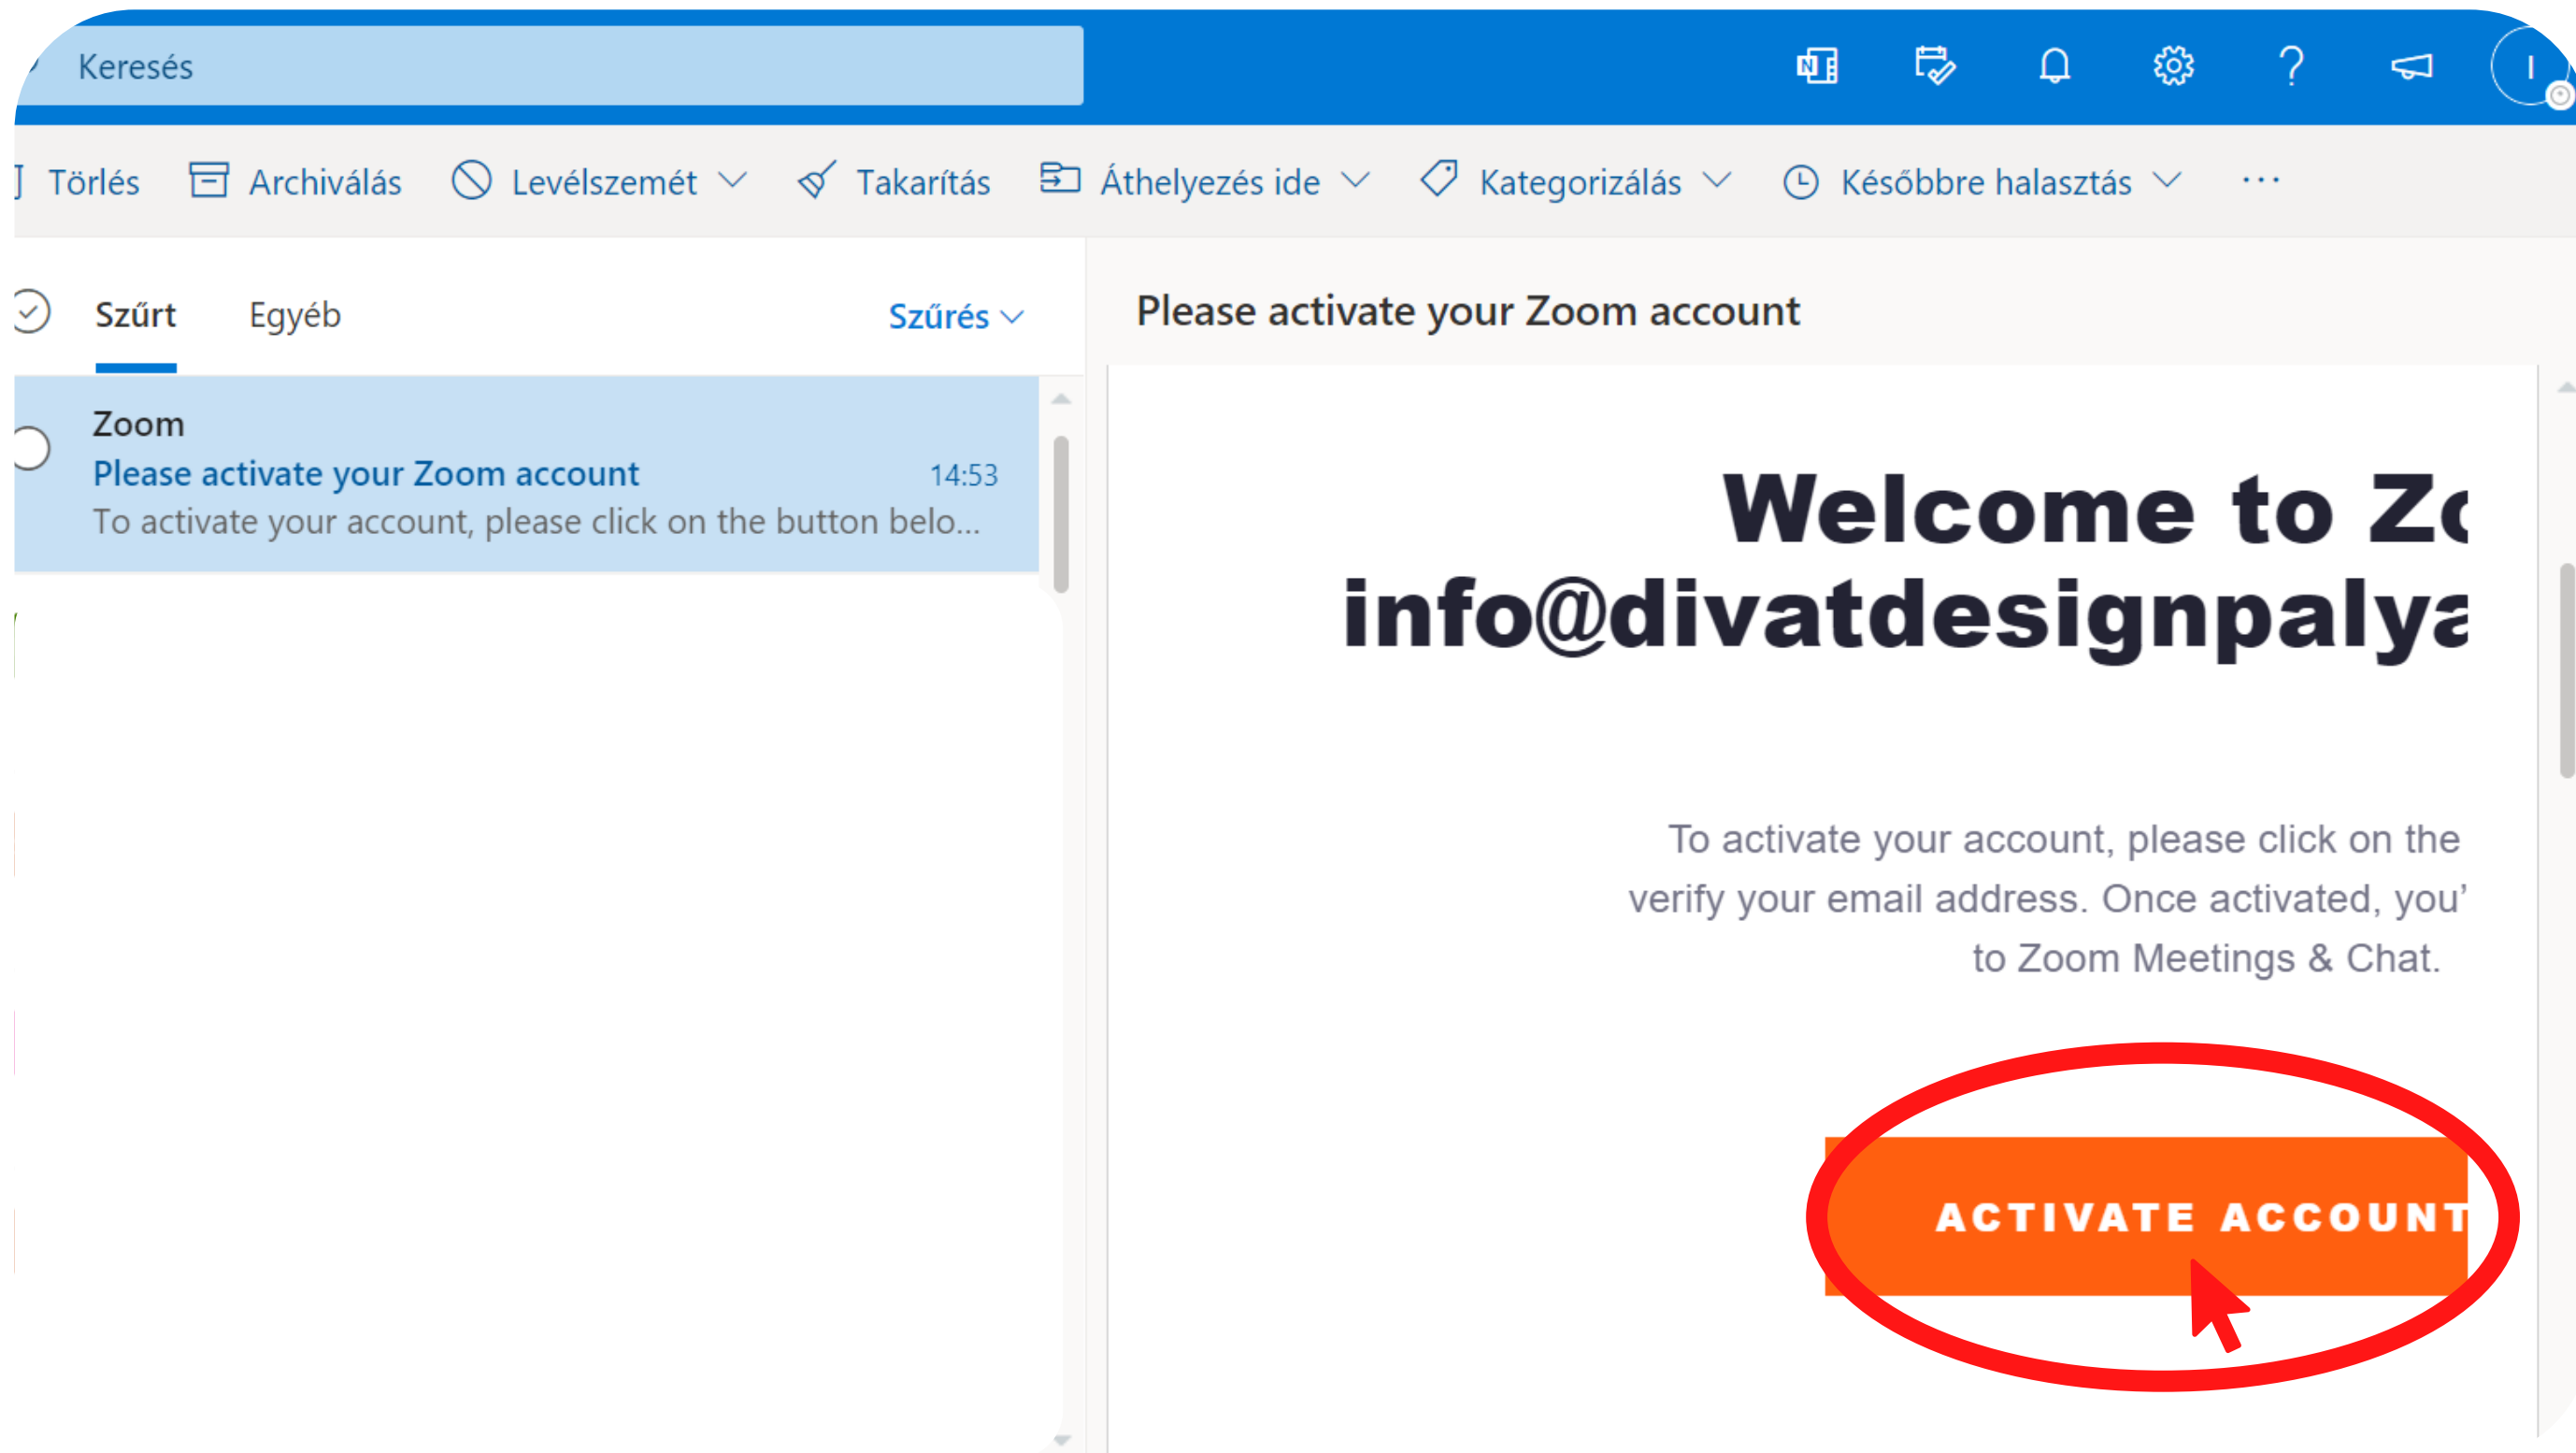 Keresés
Törlés Archiválás Levélszemét Takarítás Áthelyezés ide Kategorizálás Későbbre halasztás ...
Szűrt Egyéb Szűrés
Zoom
Please activate your Zoom account 14:53
To activate your account, please click on the button belo...
Please activate your Zoom account
Welcome to Zo
info@divatdesignpalya
To activate your account, please click on the
verify your email address. Once activated, you'
to Zoom Meetings & Chat.
ACTIVATE ACCOUNT